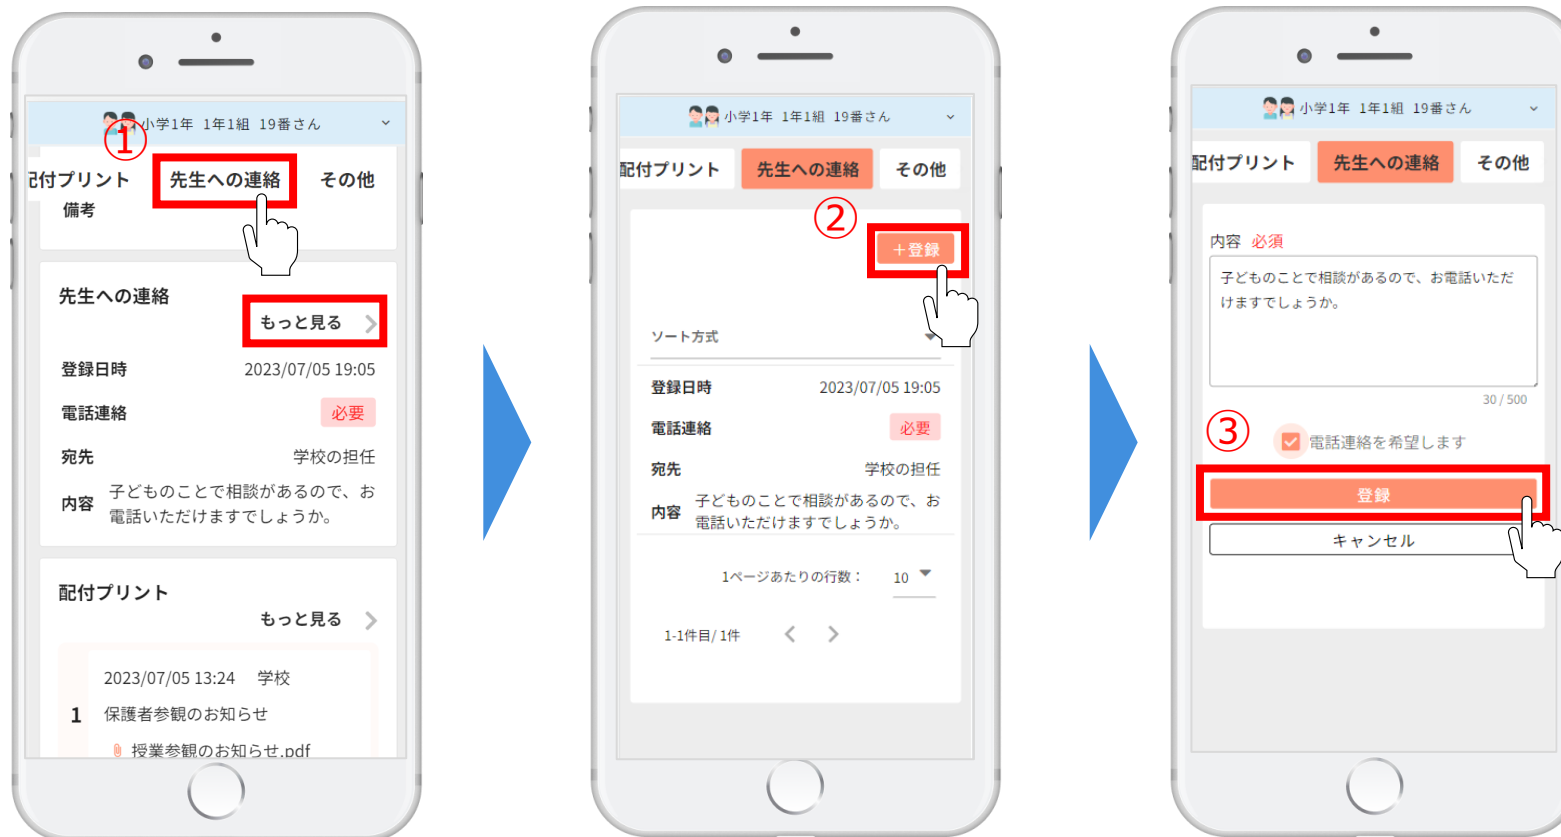 小学1年 1年1組 19番さん
①
配付プリント 先生への連絡 その他
備考
先生への連絡
もっと見る
登録日時 2023/07/05 19:05
電話連絡 必要
宛先 学校の担任
内容 子どものことで相談があるので、お
電話いただけますでしょうか。
配付プリント
もっと見る
2023/07/05 13:24 学校
1 保護者参観のお知らせ
授業参観のお知らせ.pdf
小学1年 1年1組 19番さん
配付プリント 先生への連絡 その他
②
+登録
ソート方式
登録日時 2023/07/05 19:05
電話連絡 必要
宛先 学校の担任
内容 子どものことで相談があるので、お
電話いただけますでしょうか。
1ページあたりの行数: 10
1-1件目/ 1件
小学1年 1年1組 19番さん
配付プリント 先生への連絡 その他
内容 必須
子どものことで相談があるので、お電話いただ
けますでしょうか。
30 / 500
③
電話連絡を希望します
登録
キャンセル